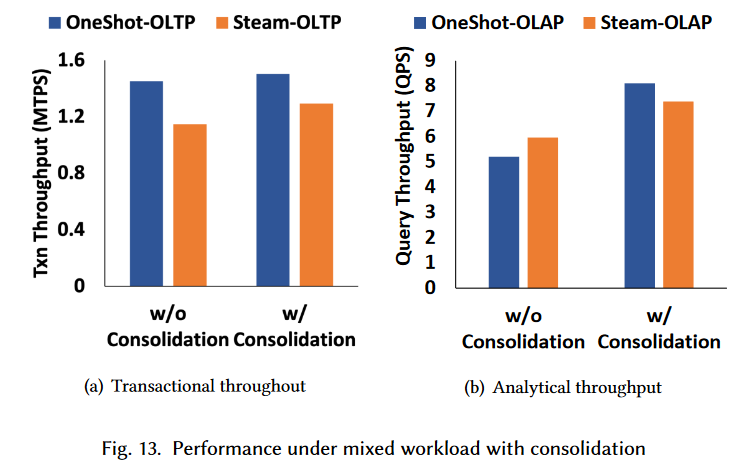 OneShot-OLTP Steam-OLTP
Txn Throughput (MTPS)
1.6
1.2
0.8
0.4
0
w/o Consolidation
w/ Consolidation
(a) Transactional throughout
OneShot-OLAP Steam-OLAP
Query Throughput (QPS)
9
8
7
6
5
4
3
2
1
0
w/o Consolidation
w/ Consolidation
(b) Analytical throughput
Fig. 13. Performance under mixed workload with consolidation